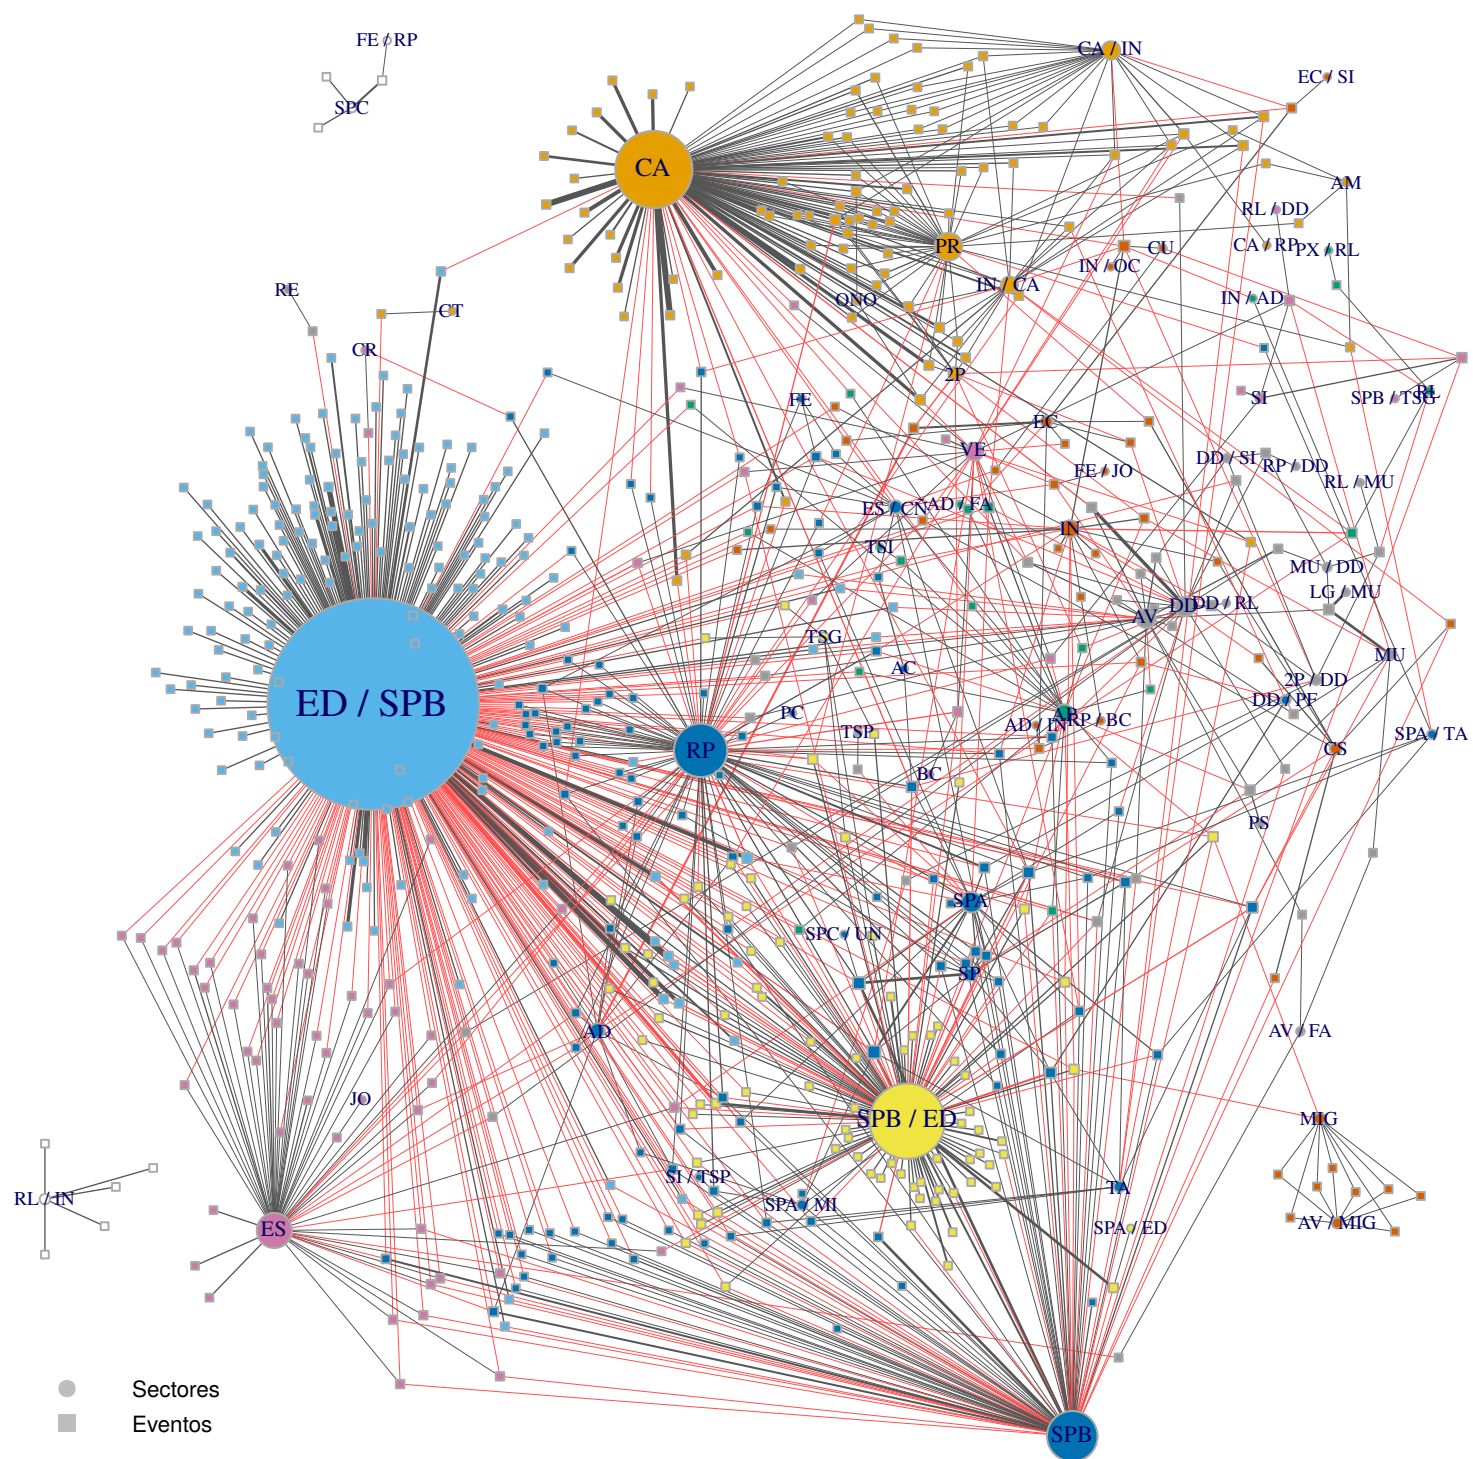 FE / RP
CA / IN
EC / SI
SPC
CA
AM
RL / DD
PR
CU
CA / RP
PX / RL
IN / OC
RE
ONO
IN / CA
IN / AD
CT
CR
2P
FE
SI
SPB / TSG
RL
EC
VE
DD / SI
RP / DD
FE / JO
RL / MU
ES / CN
AD / FA
IN
TSI
MU / DD
LG / MU
DD
DD / RL
AV
TSG
MU
AC
2P / DD
ED / SPB
DD / PF
PC
AP
AD / IN
RP / BC
TSP
SPA / TA
RP
CS
BC
PS
SPA
SPC / UN
SP
AD
AV / FA
JO
SPB / ED
MIG
SI / TSP
TA
RL / IN
SPA / MI
ES
SPA / ED
AV / MIG
Sectores
Eventos
SPB